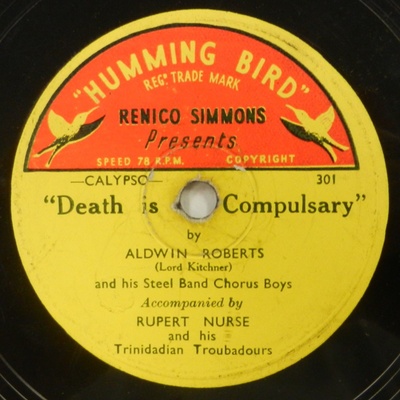 "HUMMING BIRD"
REGD TRADE MARK
RENICO SIMMONS
Presents
SPEED 78 R.P.M. COPYRIGHT
—CALYPSO— 301
"Death is Compulsary"
by
ALDWIN ROBERTS
(Lord Kitchner)
and his Steel Band Chorus Boys
Accompanied by
RUPERT NURSE
and his
Trinidadian Troubadours